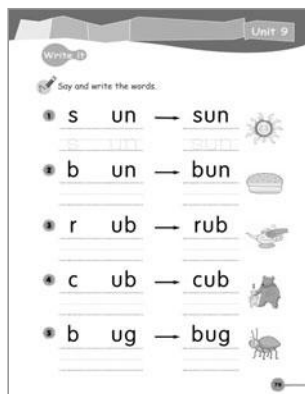 Unit 9
Write it
Say and write the words.
1 s un → sun
s un sun
2 b un → bun
3 r ub → rub
4 c ub → cub
5 b ug → bug
79